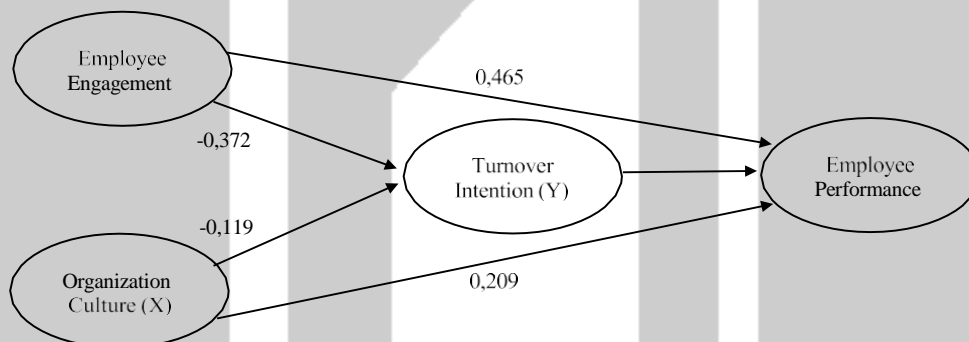 Employee
Engagement
0,465
-0,372
Turnover
Intention (Y)
Employee
Performance
-0,119
Organization
Culture (X)
0,209